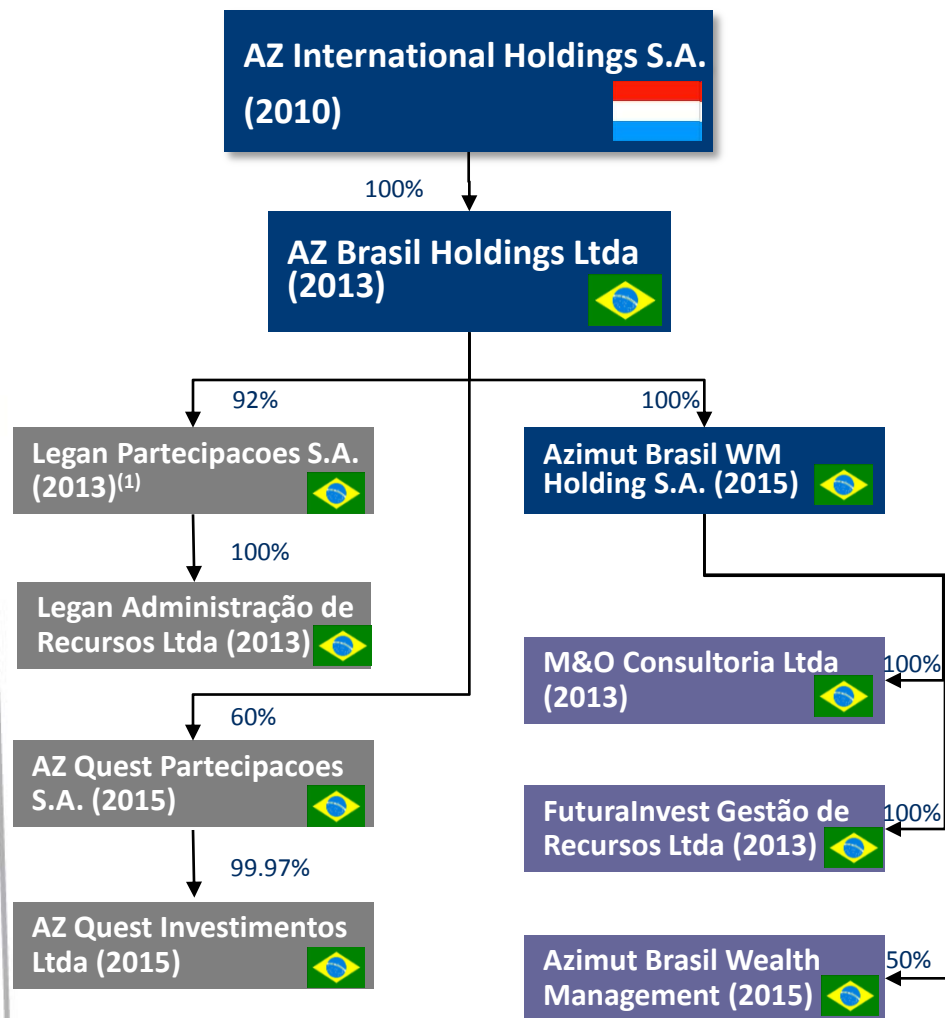 AZ International Holdings S.A.
(2010)
100%
AZ Brasil Holdings Ltda
(2013)
92%
100%
Legan Partecipacoes S.A.
(2013)(1)
Azimut Brasil WM
Holding S.A. (2015)
100%
Legan Administração de
Recursos Ltda (2013)
M&O Consultoria Ltda
(2013)
100%
60%
AZ Quest Partecipacoes
S.A. (2015)
FuturaInvest Gestão de
Recursos Ltda (2013)
100%
99.97%
AZ Quest Investimentos
Ltda (2015)
Azimut Brasil Wealth
Management (2015)
50%